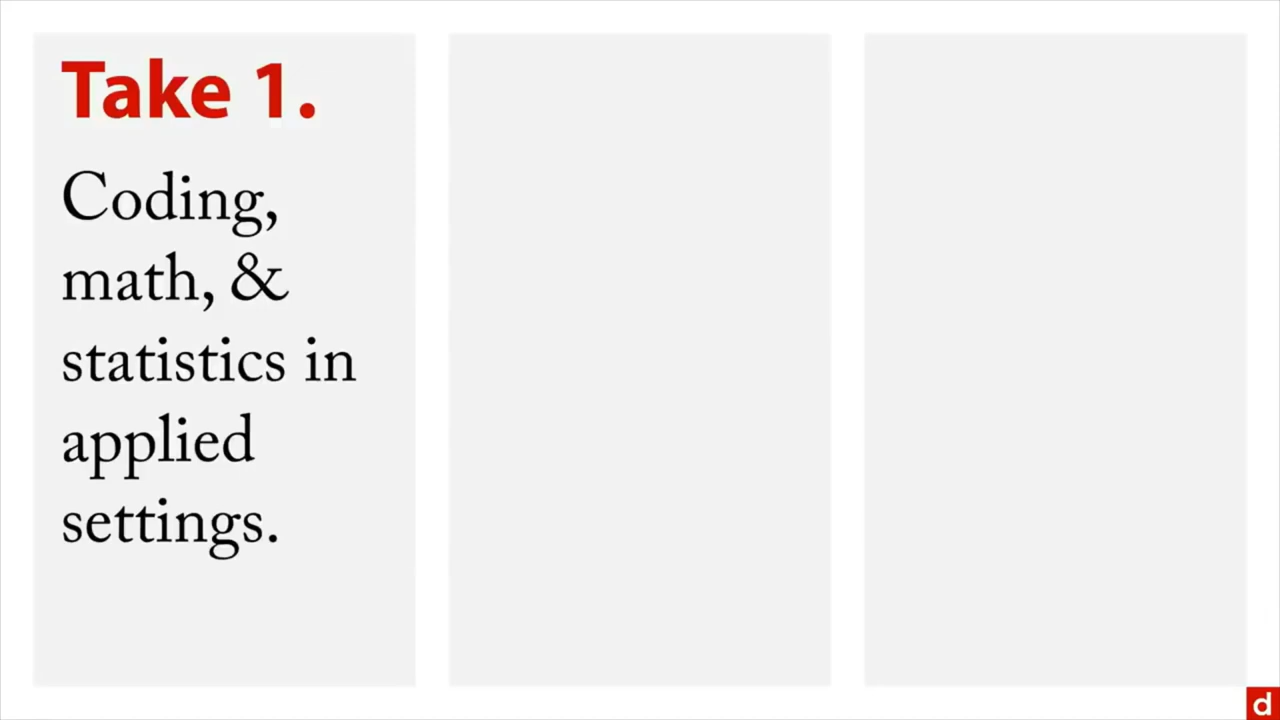 Take 1.
Coding,
math, &
statistics in
applied
settings.
d